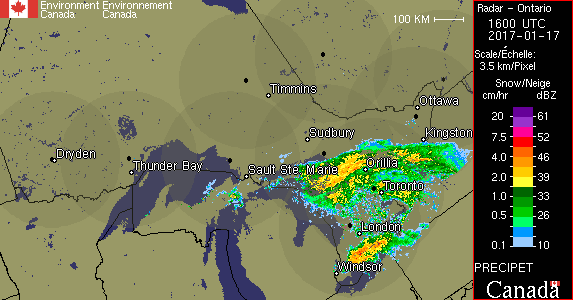 Environment Environnement
Canada Canada
100 KM
Timmins
Ottawa
Sudbury
Kingston
Dryden
Thunder Bay
Sault Ste. Marie
Orillia
Toronto
London
Windsor
Radar - Ontario
1600 UTC
2017-01-17
Scale/Échelle:
3.5 km/Pixel
Snow/Neige
cm/hr dBZ
20 61
7.5 52
4.0 46
2.0 39
1.0 33
0.5 26
0.1 10
PRECIPET
Canada